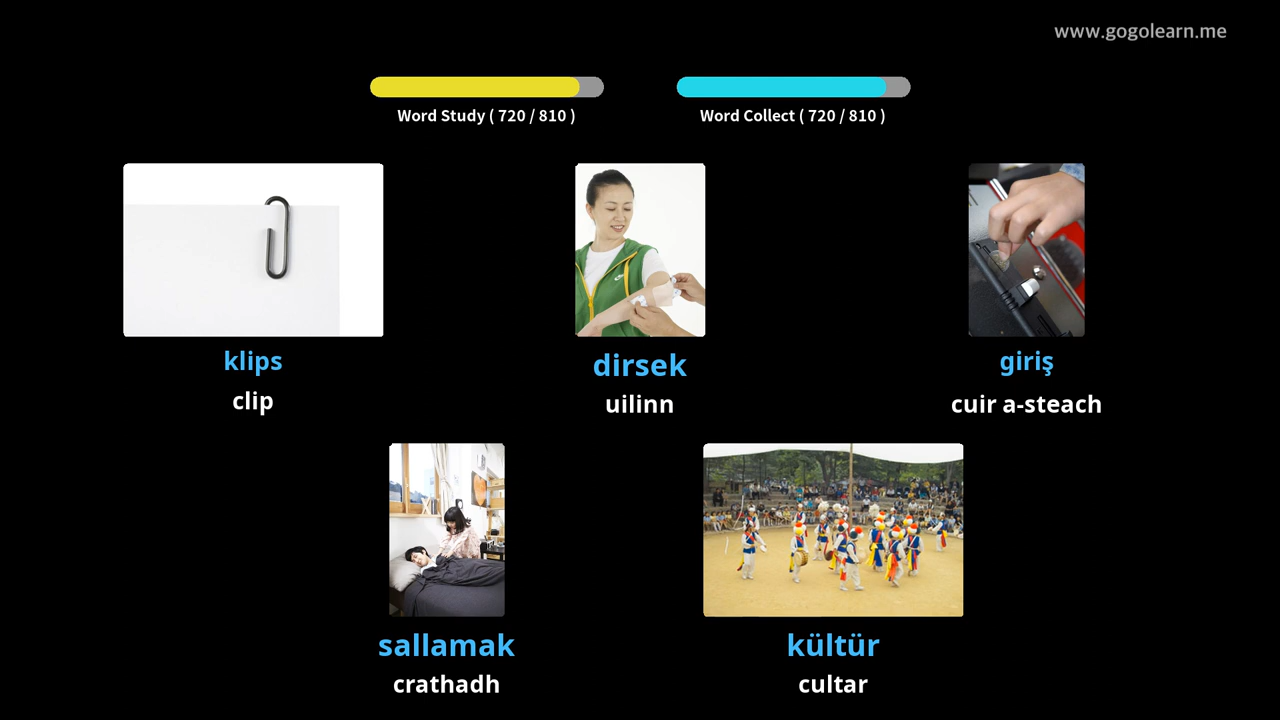 www.gogolearn.me
Word Study ( 720 / 810 )
Word Collect ( 720 / 810 )
klips
clip
dirsek
uilinn
giriş
cuir a-steach
sallamak
crathadh
kültür
cultar